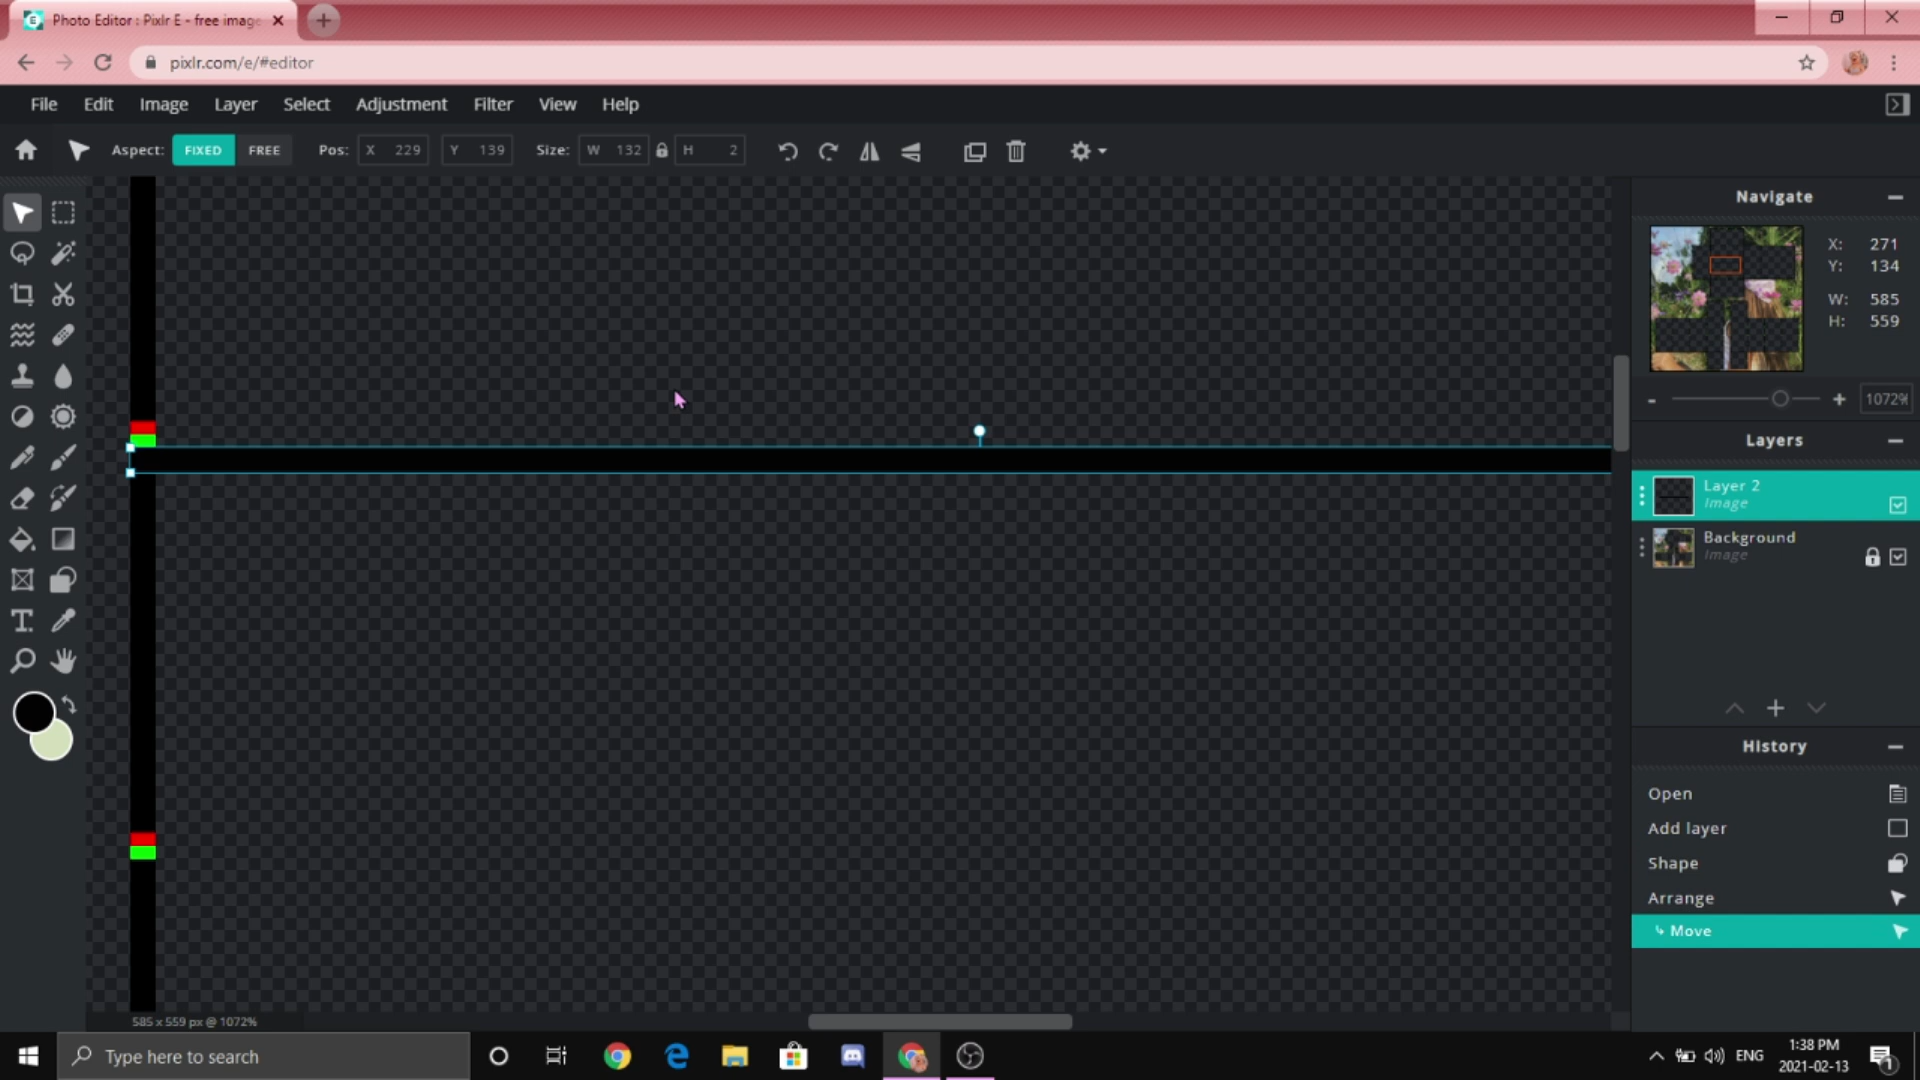 Photo Editor : Pixlr E - free image
pixlr.com/e/#editor
File Edit Image Layer Select Adjustment Filter View Help
Aspect: FIXED FREE Pos: X 229 Y 139 Size: W 132 H 2
Navigate
X: 271
Y: 134
W: 585
H: 559
1072%
Layers
Layer 2
Image
Background
Image
History
Open
Add layer
Shape
Arrange
Move
T
585 x 559 px @ 1072%
Type here to search
ENG
1:38 PM
2021-02-13
1